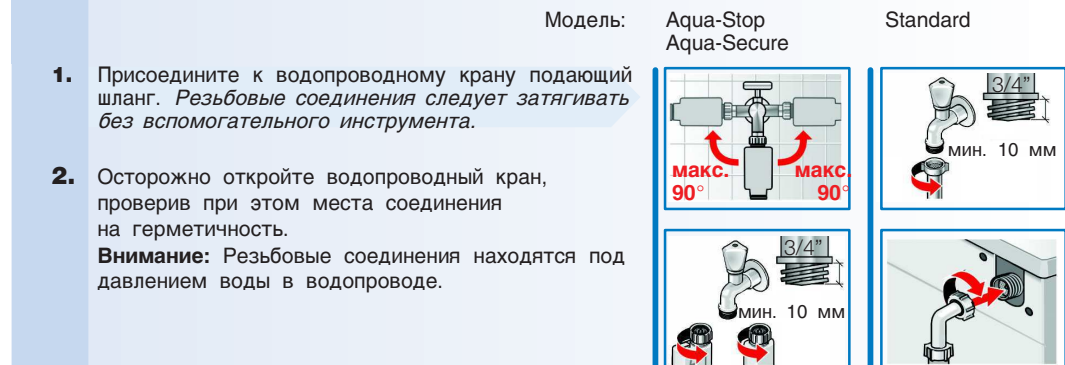 Модель: Aqua-Stop Standard
Aqua-Secure
1. Присоедините к водопроводному крану подающий
шланг. Резьбовые соединения следует затягивать
без вспомогательного инструмента.
2. Осторожно откройте водопроводный кран,
проверив при этом места соединения
на герметичность.
Внимание: Резьбовые соединения находятся под
давлением воды в водопроводе.
макс. макс.
90° 90°
3/4"
мин. 10 мм
3/4"
мин. 10 мм